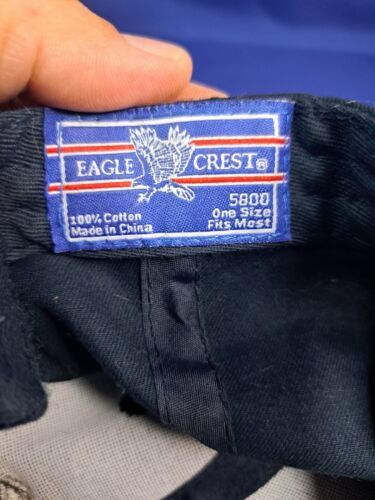 EAGLE CREST®
5800
100% Cotton One Size
Made in China Fits Most